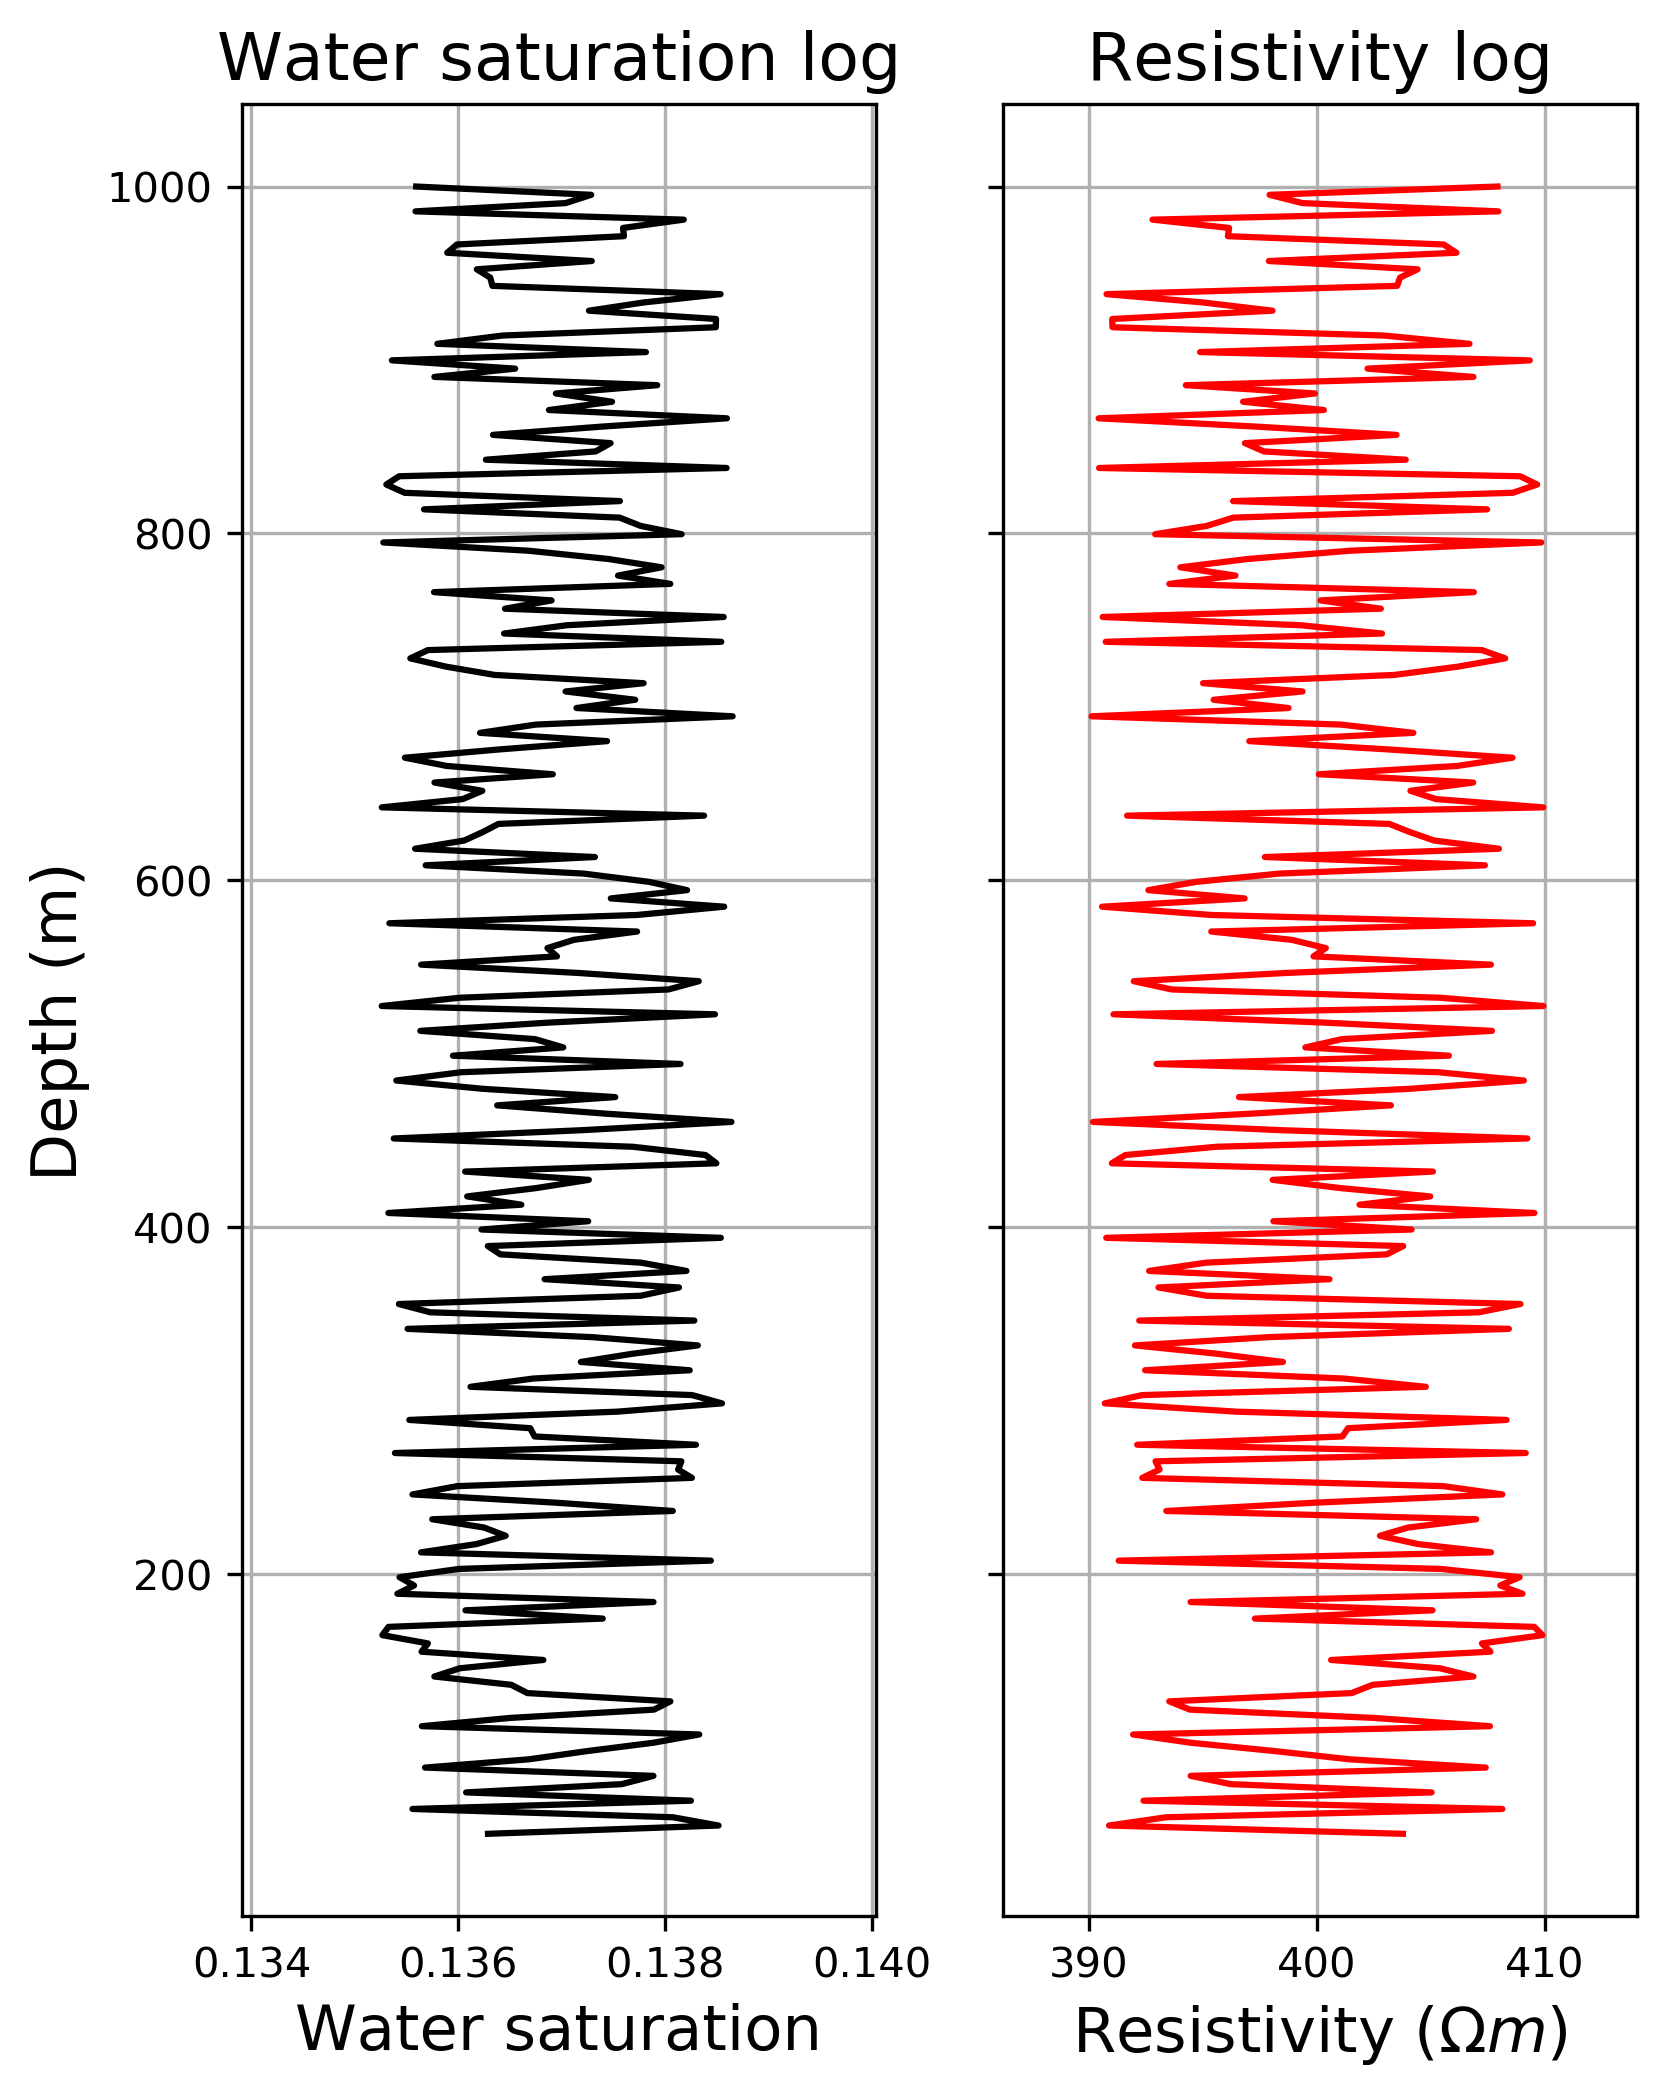 Water saturation log
Resistivity log
1000
800
600
400
200
Depth (m)
0.134 0.136 0.138 0.140
390 400 410
Water saturation
Resistivity (Ωm)